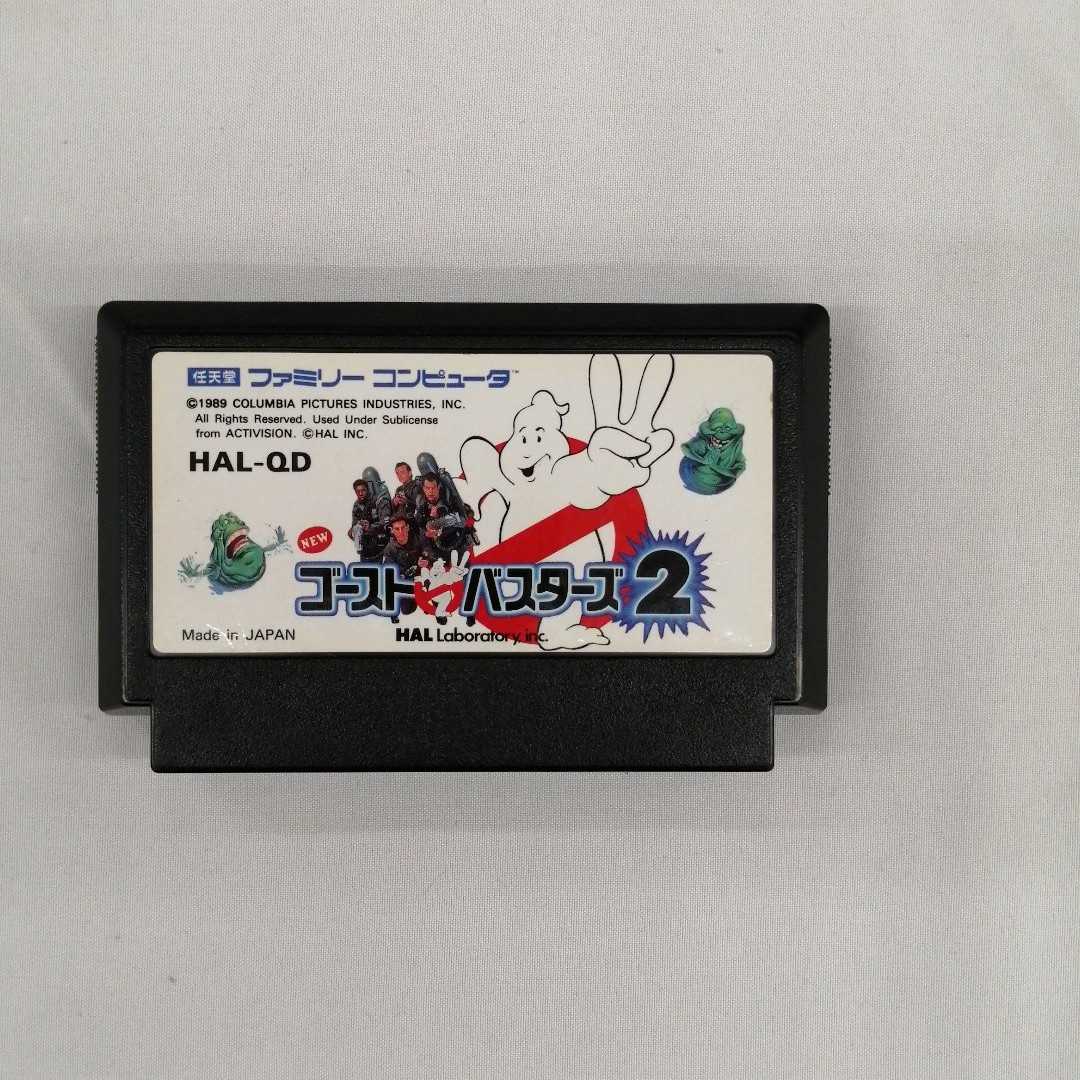 任天堂 ファミリー コンピュータ™
©1989 COLUMBIA PICTURES INDUSTRIES, INC.
All Rights Reserved. Used Under Sublicense
from ACTIVISION. ©HAL INC.
HAL-QD
NEW
ゴーストバスターズ2
Made in JAPAN
HAL Laboratory, inc.